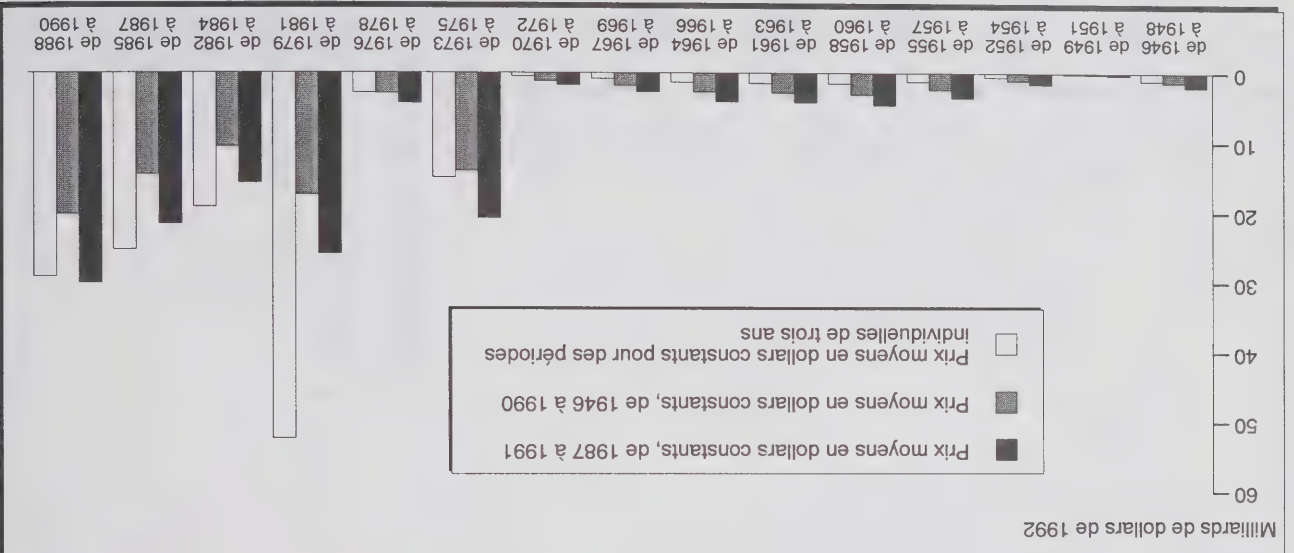 Milliards de dollars de 1992
60
50
40
30
20
10
0
Prix moyens en dollars constants, de 1987 à 1991
Prix moyens en dollars constants, de 1946 à 1990
Prix moyens en dollars constants pour des périodes
individuelles de trois ans
de 1946
à 1948
de 1949
à 1951
de 1952
à 1954
de 1955
à 1957
de 1958
à 1960
de 1961
à 1963
de 1964
à 1966
de 1967
à 1969
de 1970
à 1972
de 1973
à 1975
de 1976
à 1978
de 1979
à 1981
de 1982
à 1984
de 1985
à 1987
de 1988
à 1990